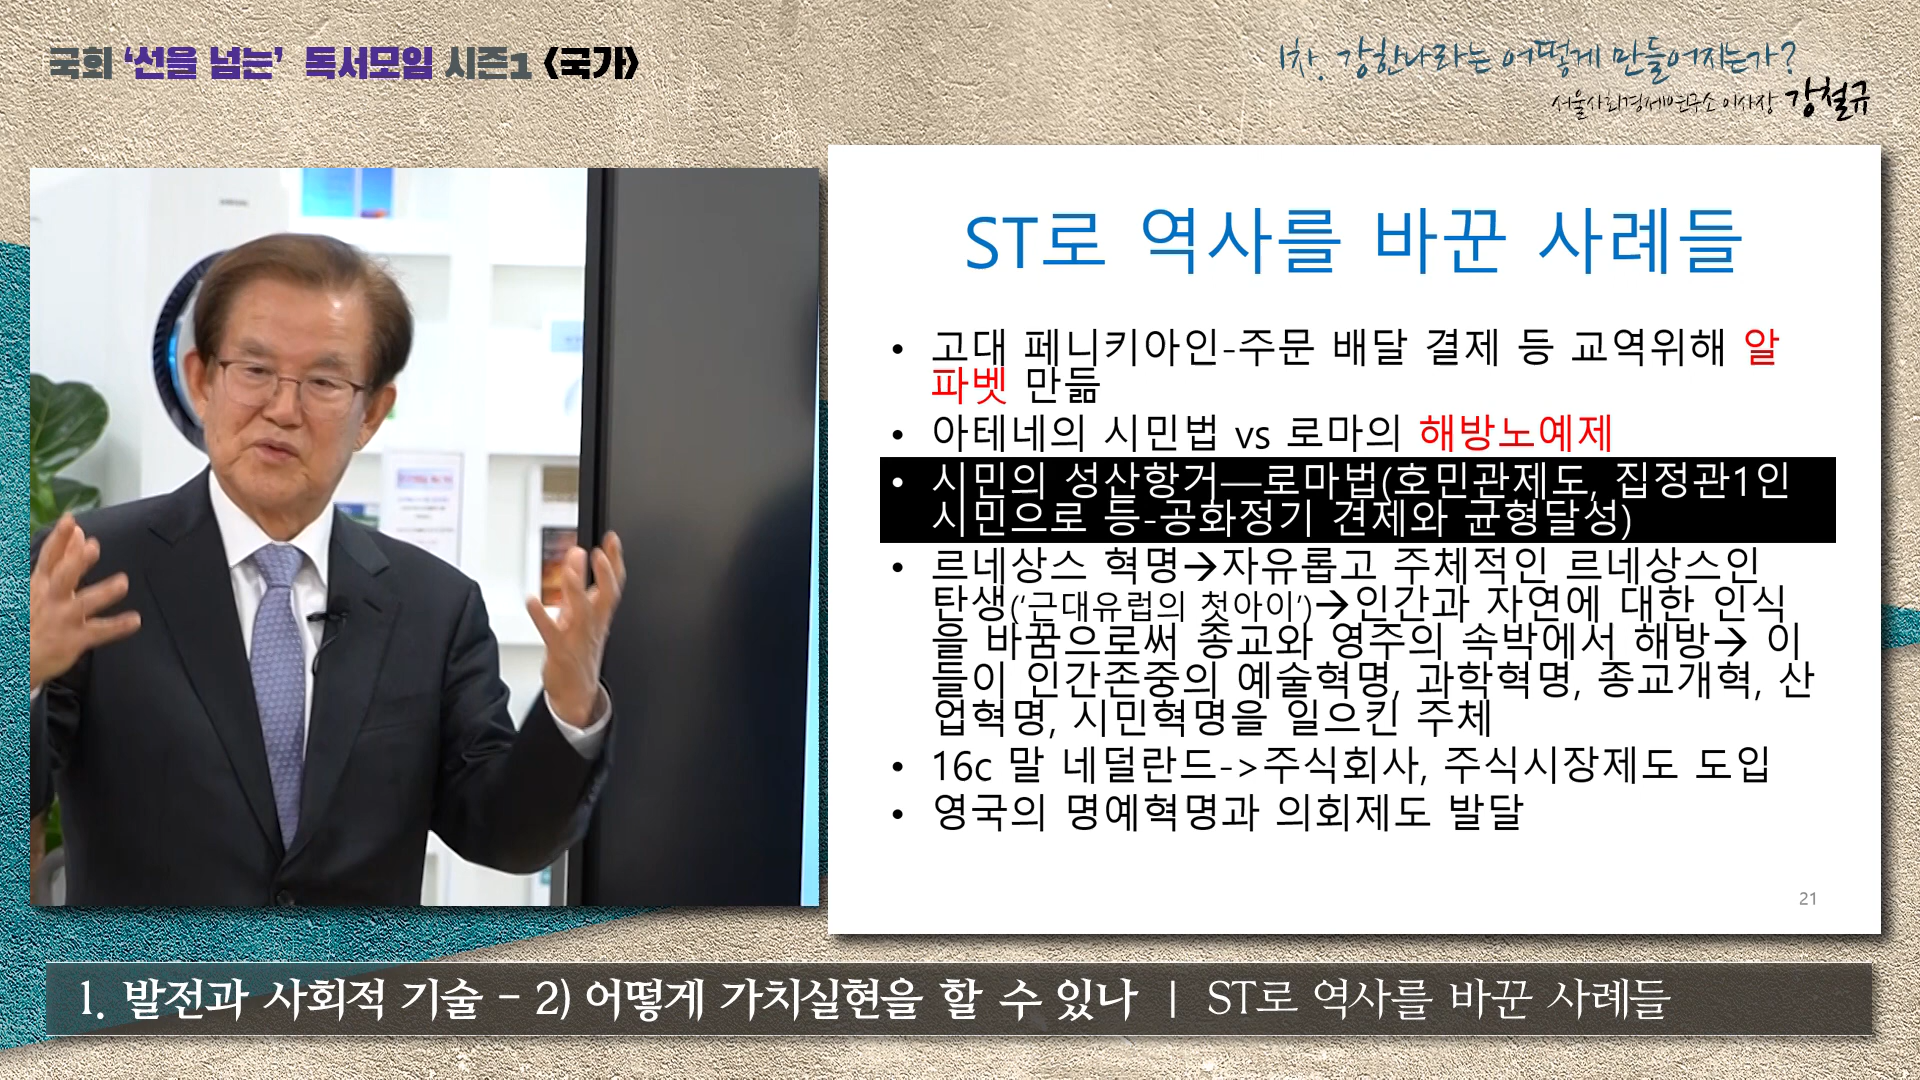 국회 ‘선을 넘는’ 독서모임 시즌1 〈국가〉
1차. 강한나라는 어떻게 만들어지는가?
서울사회경제연구소 이사장 강철규
ST로 역사를 바꾼 사례들
• 고대 페니키아인-주문 배달 결제 등 교역위해 알
파벳 만듦
• 아테네의 시민법 vs 로마의 해방노예제
• 시민의 성산항거—로마법(호민관제도, 집정관1인
시민으로 등-공화정기 견제와 균형달성)
• 르네상스 혁명→자유롭고 주체적인 르네상스인
탄생(‘근대유럽의 첫아이’)→인간과 자연에 대한 인식
을 바꿈으로써 종교와 영주의 속박에서 해방→ 이
들이 인간존중의 예술혁명, 과학혁명, 종교개혁, 산
업혁명, 시민혁명을 일으킨 주체
• 16c 말 네덜란드->주식회사, 주식시장제도 도입
• 영국의 명예혁명과 의회제도 발달
21
1. 발전과 사회적 기술 - 2) 어떻게 가치실현을 할 수 있나 | ST로 역사를 바꾼 사례들